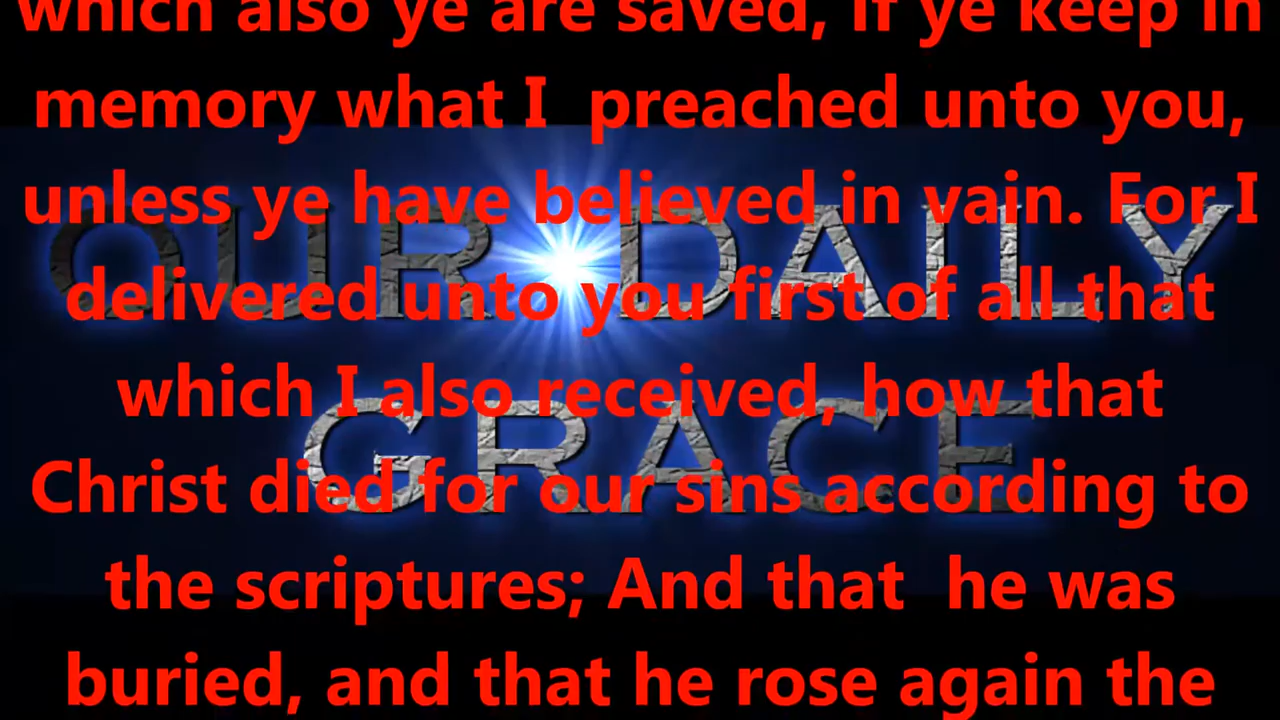 which also ye are saved, if ye keep in
memory what I preached unto you,
unless ye have believed in vain. For I
delivered unto you first of all that
which I also received, how that
Christ died for our sins according to
the scriptures; And that he was
buried, and that he rose again the
OUR DAILY
GRACE